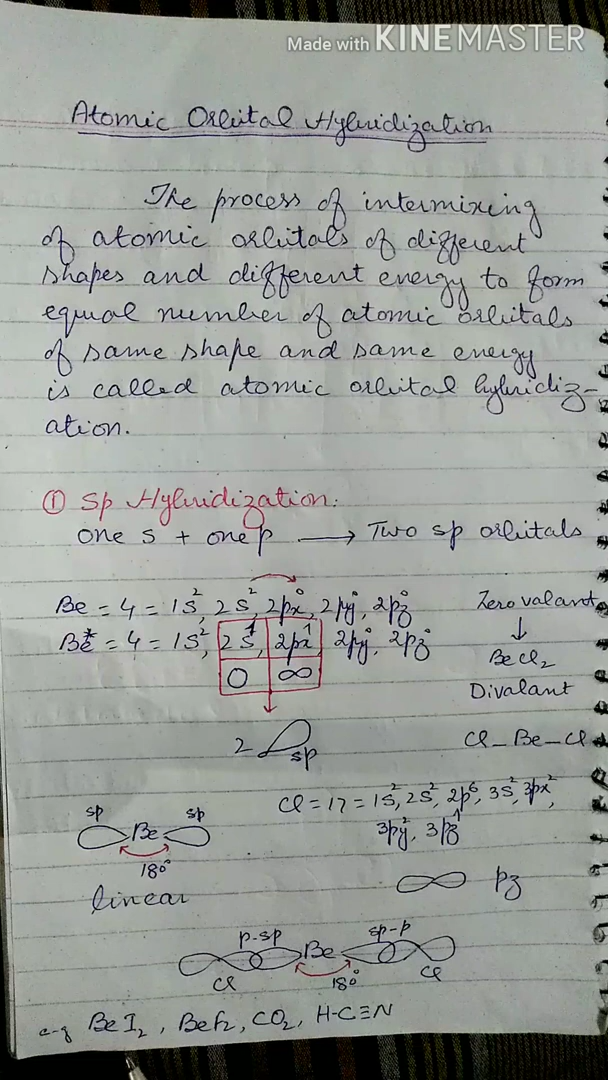 Made with KINEMASTER
Atomic Orbital Hybridization
The process of intermixing
of atomic orbitals of different
shapes and different energy to form
equal number of atomic orbitals
of same shape and same energy
is called atomic orbital hybridiz-
ation.
① Sp Hybridization:
one s + one p ⟶ Two sp orbitals
Be = 4 = 1s², 2s², 2px⁰, 2py⁰, 2pz⁰ Zero valant
Be* = 4 = 1s², 2s¹, 2px¹, 2py⁰, 2pz⁰ ↓
BeCl₂
Divalant
2 sp
Cl – Be – Cl
Cl = 17 = 1s², 2s², 2p⁶, 3s², 3px²,
3py², 3pz¹
sp Be sp
180°
linear
pz
p-sp Be sp-p
Cl 180° Cl
e-g BeI₂, BeF₂, CO₂, H-C≡N